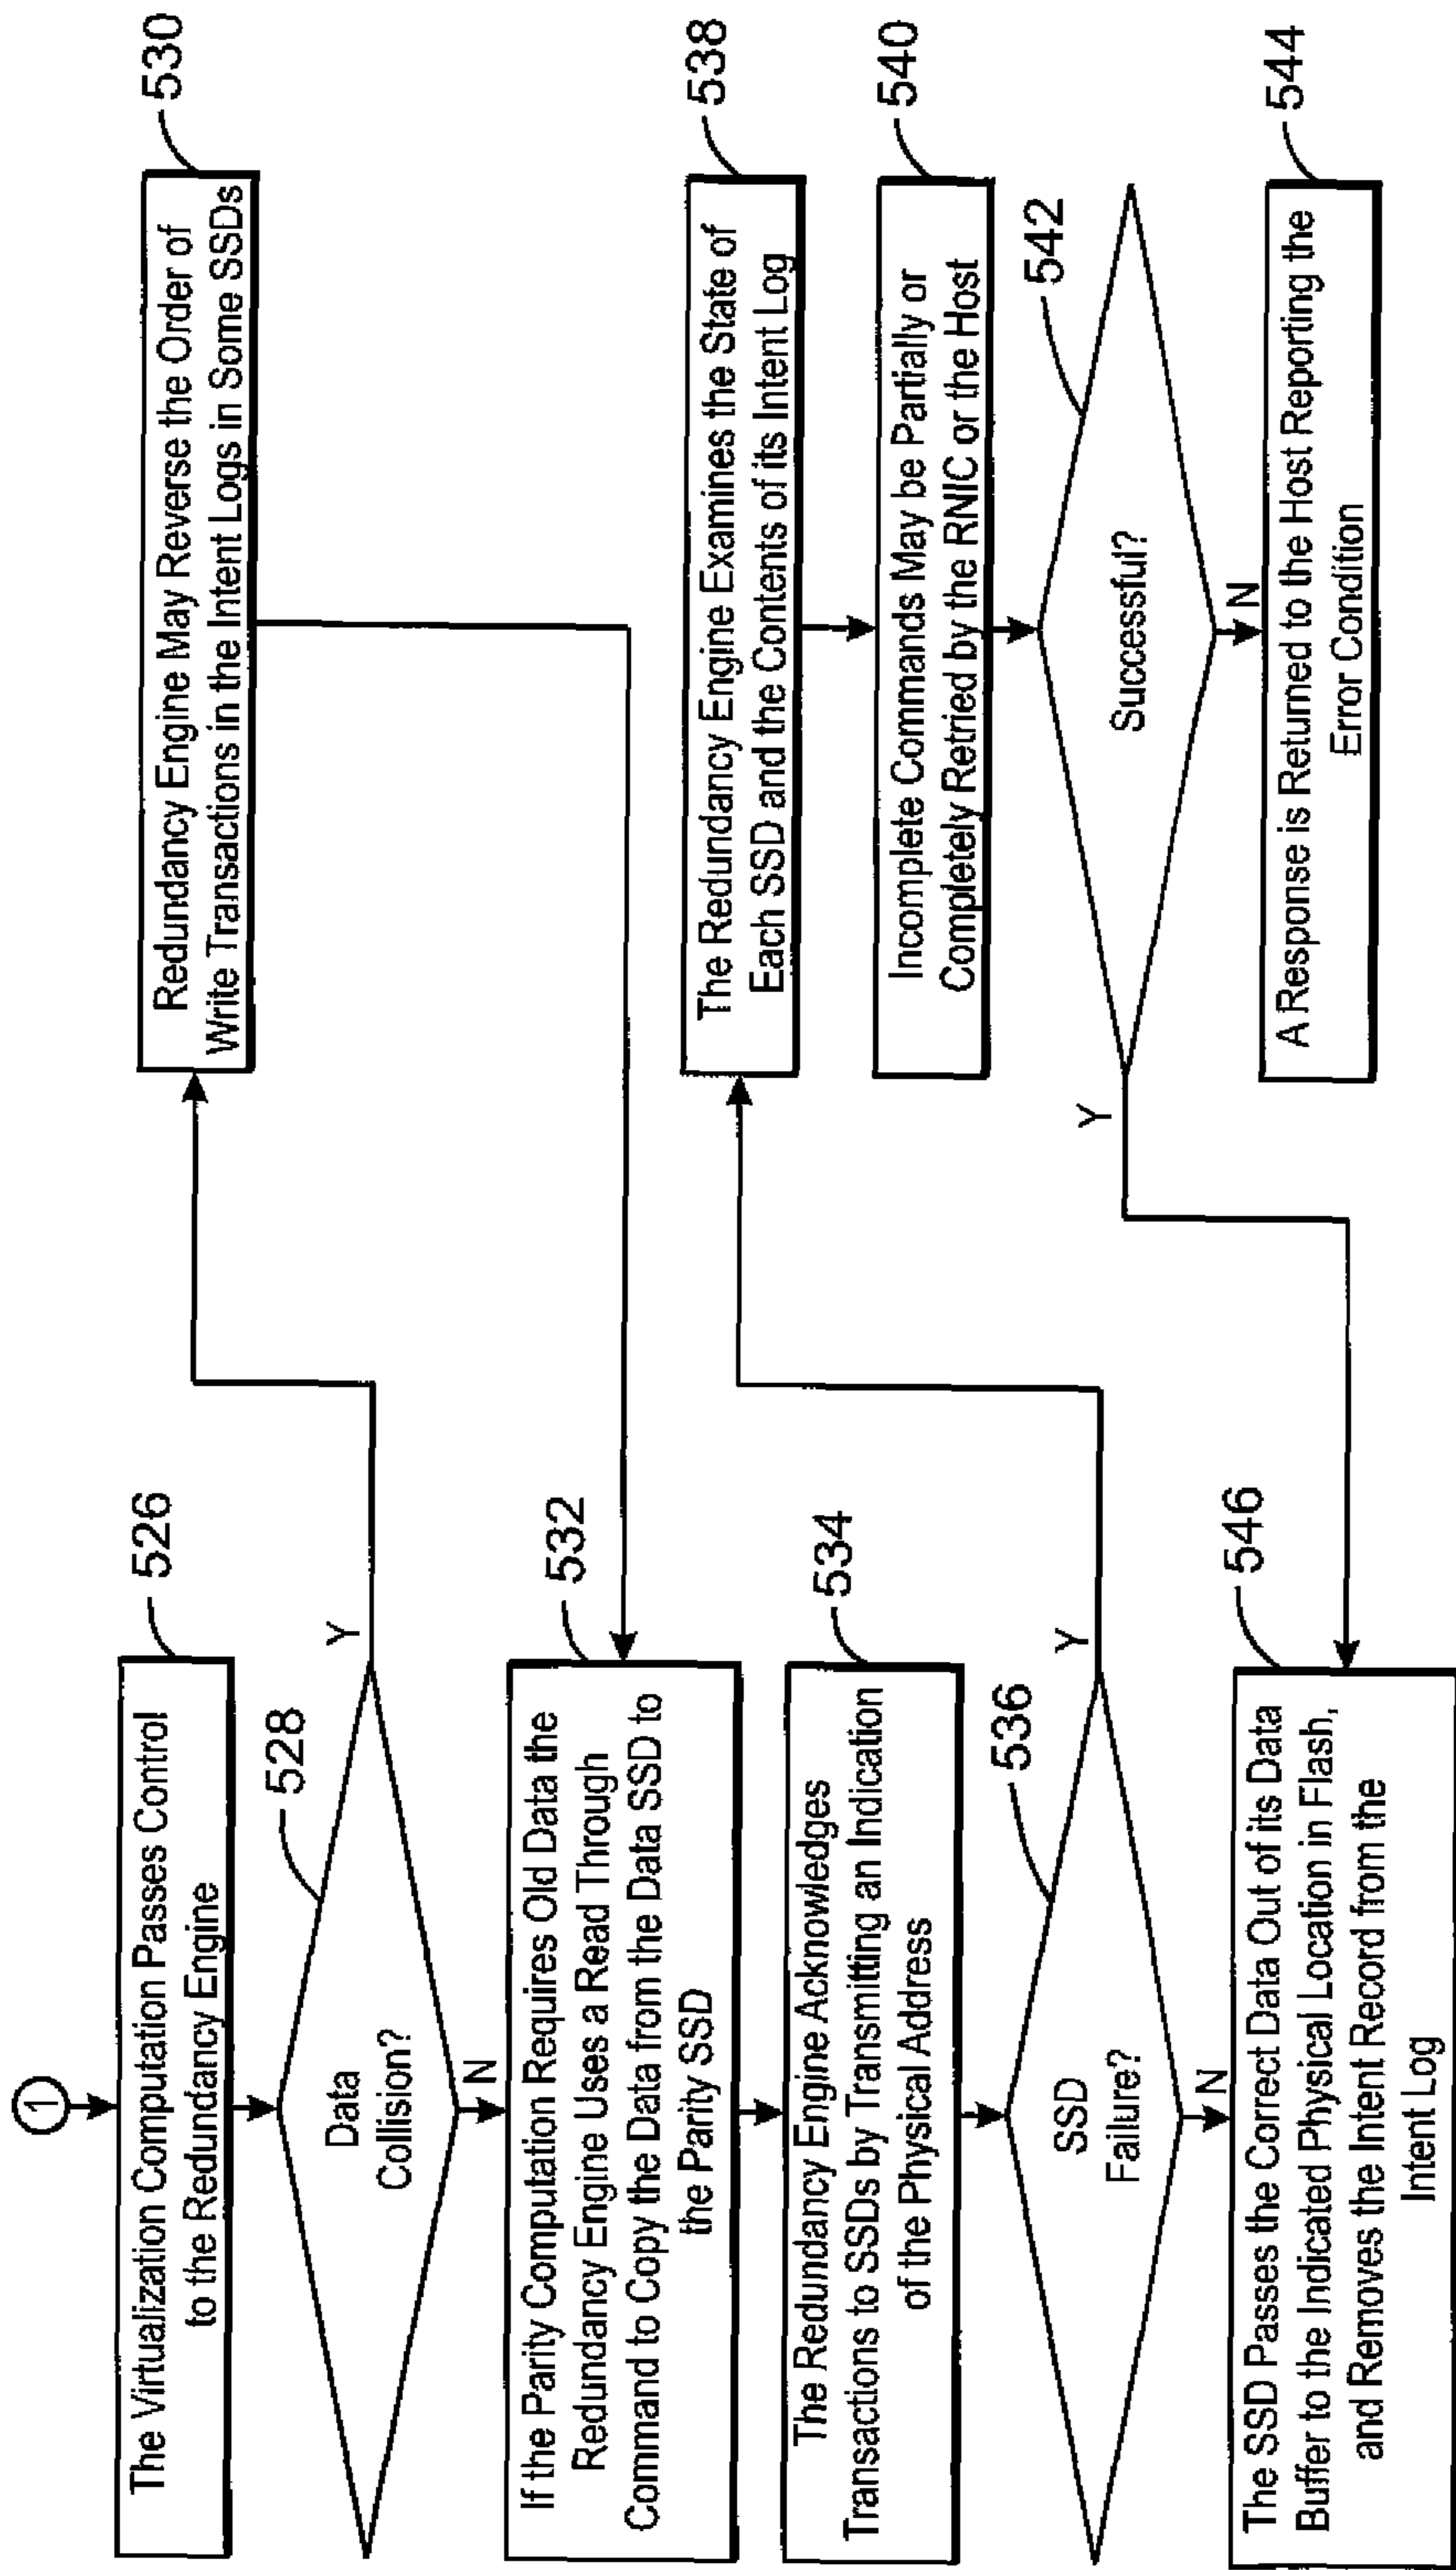 1
526
The Virtualization Computation Passes Control
to the Redundancy Engine
528
Data
Collision?
Y
N
530
Redundancy Engine May Reverse the Order of
Write Transactions in the Intent Logs in Some SSDs
532
If the Parity Computation Requires Old Data the
Redundancy Engine Uses a Read Through
Command to Copy the Data from the Data SSD to
the Parity SSD
534
The Redundancy Engine Acknowledges
Transactions to SSDs by Transmitting an Indication
of the Physical Address
536
SSD
Failure?
Y
N
538
The Redundancy Engine Examines the State of
Each SSD and the Contents of its Intent Log
540
Incomplete Commands May be Partially or
Completely Retried by the RNIC or the Host
542
Successful?
Y
N
544
A Response is Returned to the Host Reporting the
Error Condition
546
The SSD Passes the Correct Data Out of its Data
Buffer to the Indicated Physical Location in Flash,
and Removes the Intent Record from the
Intent Log